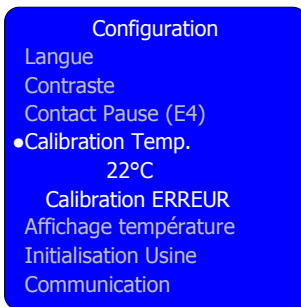 Configuration
Langue
Contraste
Contact Pause (E4)
●Calibration Temp.
22°C
Calibration ERREUR
Affichage température
Initialisation Usine
Communication